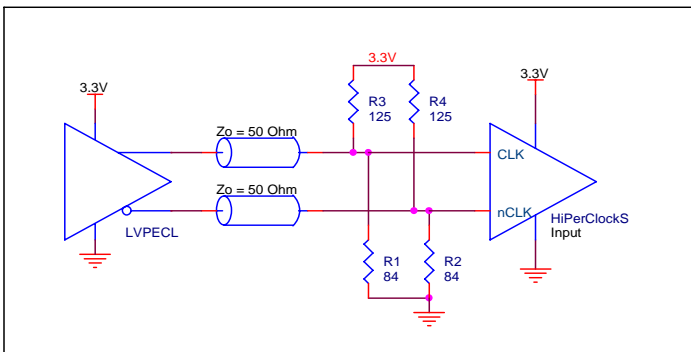 3.3V
3.3V
3.3V
R3
125
R4
125
Zo = 50 Ohm
CLK
Zo = 50 Ohm
nCLK
HiPerClockS
Input
LVPECL
R1
84
R2
84